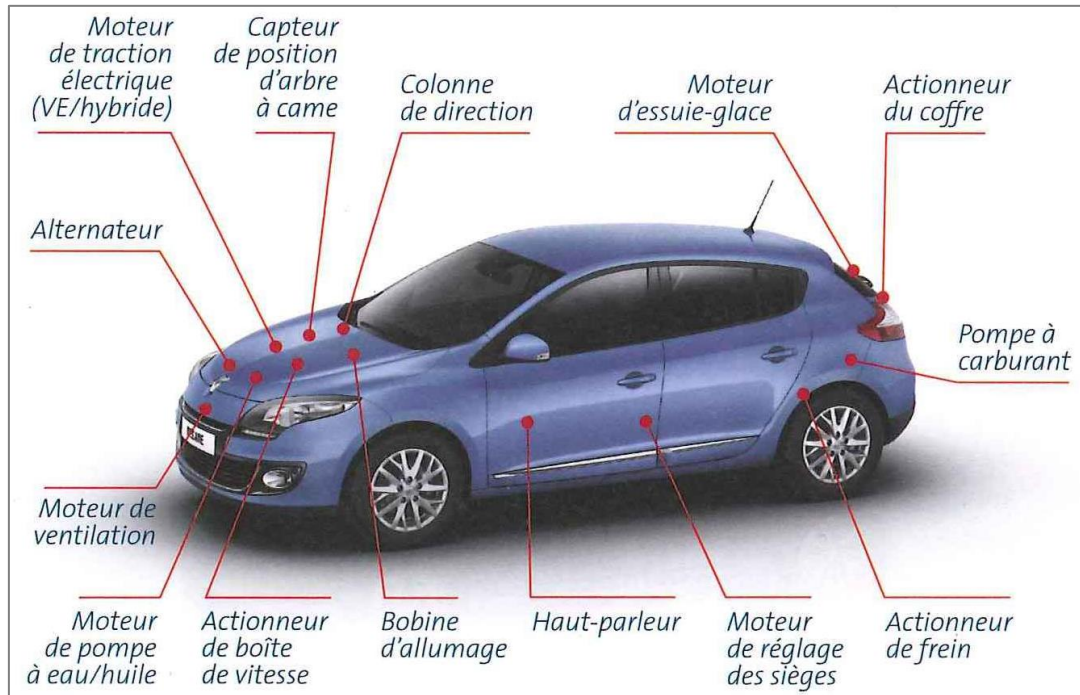 Moteur
de traction
électrique
(VE/hybride)
Capteur
de position
d'arbre
à came
Colonne
de direction
Moteur
d'essuie-glace
Actionneur
du coffre
Alternateur
Pompe à
carburant
Moteur de
ventilation
Moteur
de pompe
à eau/huile
Actionneur
de boîte
de vitesse
Bobine
d'allumage
Haut-parleur
Moteur
de réglage
des sièges
Actionneur
de frein